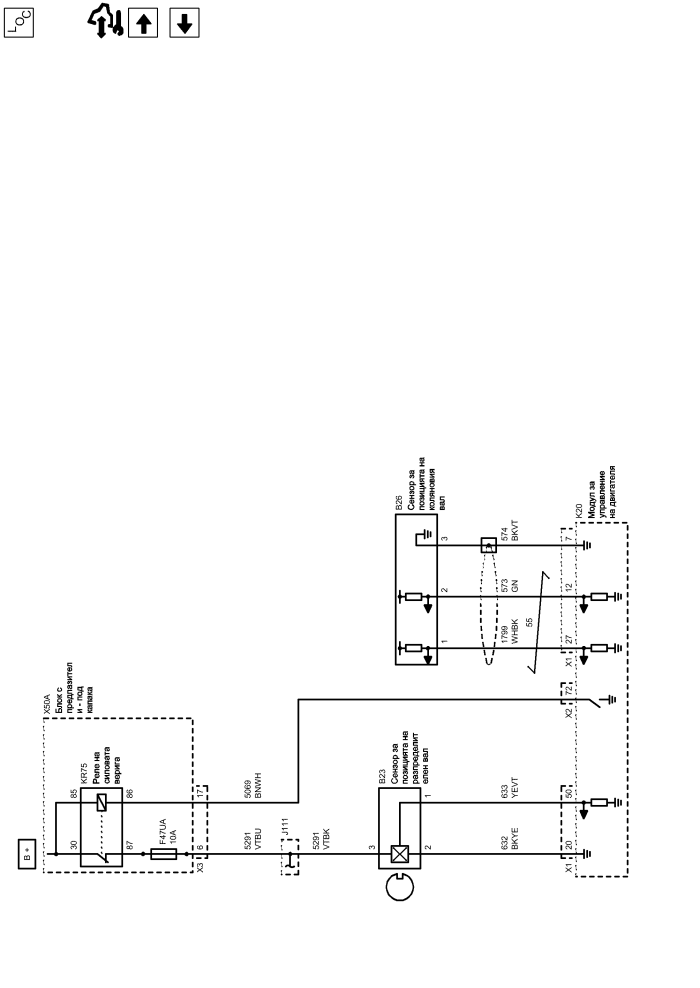 LOC
B +
X50A
Блок с
предпазител
и - под
капака
KR75
Реле на
силовата
верига
85
86
30
87
F47UA
10A
X3
6
17
5069
BNWH
5291
VTBU
J111
5291
VTBK
B23
Сензор за
позицията на
разпределит
елен вал
3
1
2
B26
Сензор за
позицията на
коляновия
вал
1
2
3
1799
WHBK
573
GN
574
BKVT
55
632
BKYE
633
YEVT
X1
20
50
X2
72
X1
27
12
7
K20
Модул за
управление
на двигателя